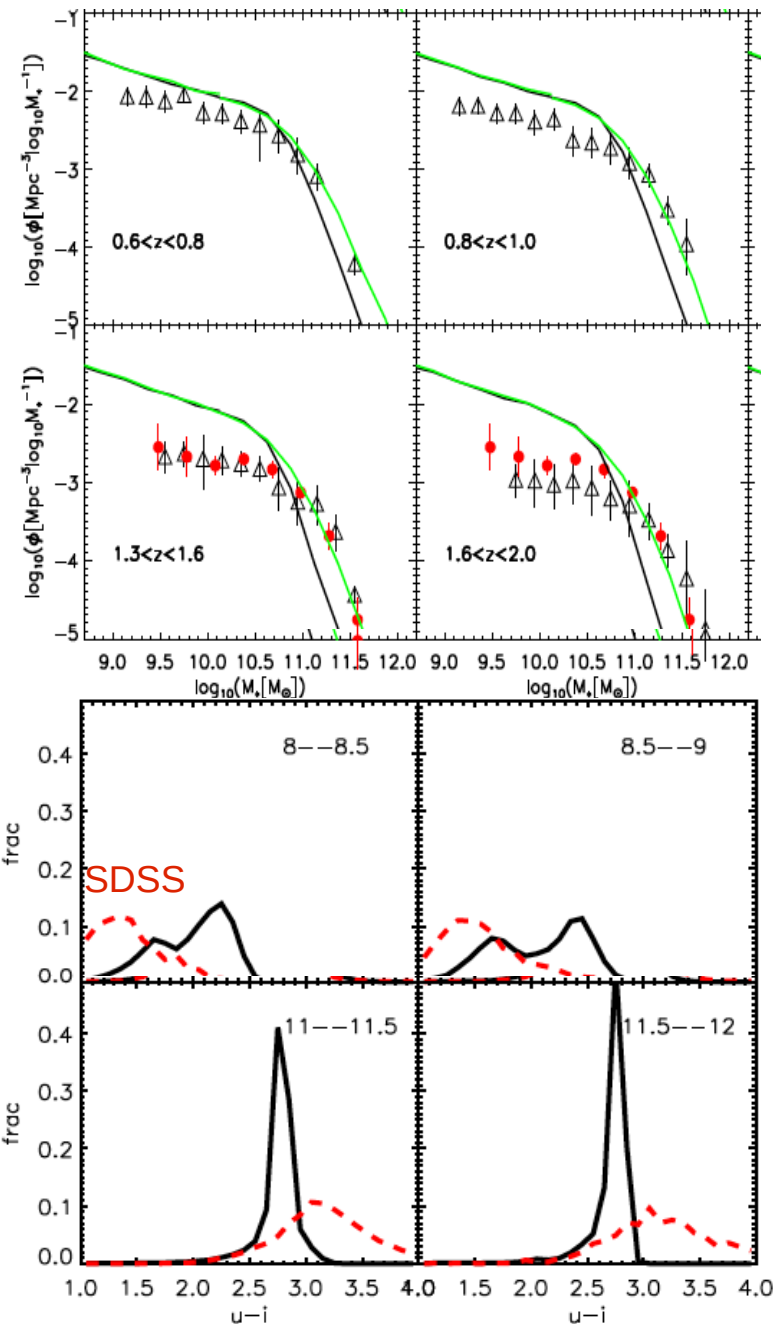 −1
−2
−3
−4
−5
log₁₀(ϕ[Mpc⁻³log₁₀M⁎⁻¹])
0.6<z<0.8
0.8<z<1.0
−1
−2
−3
−4
−5
log₁₀(ϕ[Mpc⁻³log₁₀M⁎⁻¹])
1.3<z<1.6
1.6<z<2.0
9.0 9.5 10.0 10.5 11.0 11.5 12.0 9.0 9.5 10.0 10.5 11.0 11.5 12.0
log₁₀(M⁎[M☉]) log₁₀(M⁎[M☉])
8−−8.5 8.5−−9
0.4
0.3
0.2
0.1
0.0
frac
SDSS
11−−11.5 11.5−−12
0.4
0.3
0.2
0.1
0.0
frac
1.0 1.5 2.0 2.5 3.0 3.5 4.0 1.5 2.0 2.5 3.0 3.5 4.0
u−i u−i